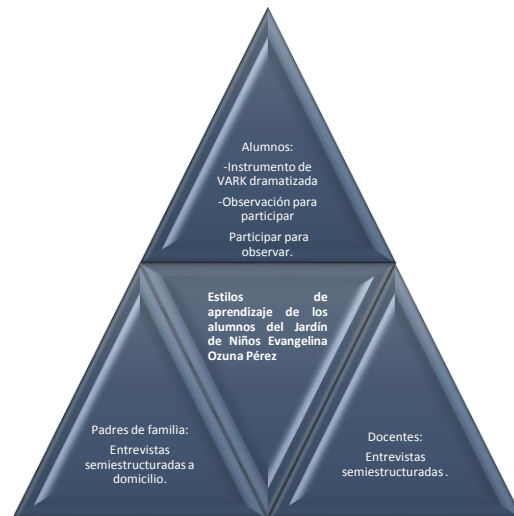 Alumnos:
-Instrumento de
VARK dramatizada
-Observación para
participar
Participar para
observar.
Estilos de
aprendizaje de los
alumnos del Jardín
de Niños Evangelina
Ozuna Pérez
Padres de familia:
Entrevistas
semiestructuradas a
domicilio.
Docentes:
Entrevistas
semiestructuradas .